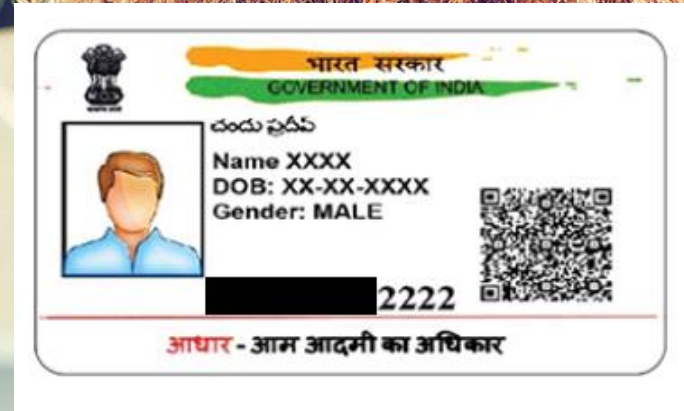 भारत सरकार
GOVERNMENT OF INDIA
చందు ప్రదీప్
Name XXXX
DOB: XX-XX-XXXX
Gender: MALE
2222
आधार - आम आदमी का अधिकार